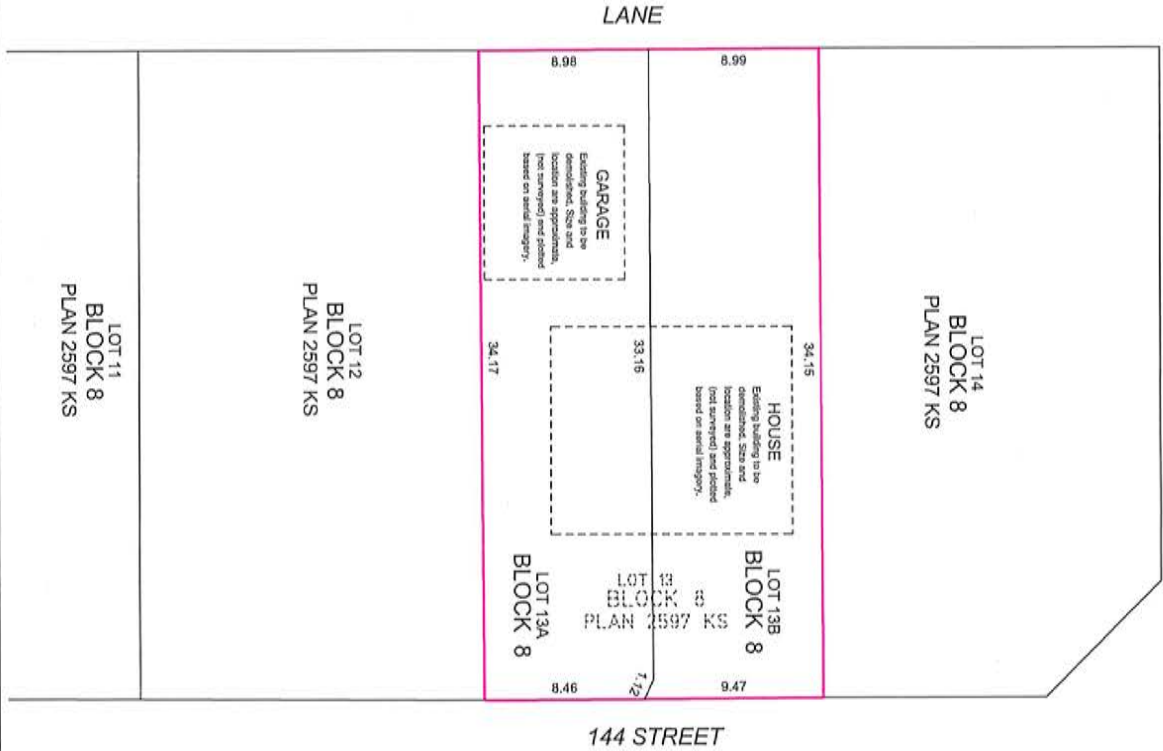 LANE
8.98
8.99
GARAGE
Existing building to be
demolished. Size and
location are approximate,
(not surveyed) and plotted
based on aerial imagery.
34.17
33.16
34.15
HOUSE
Existing building to be
demolished. Size and
location are approximate,
(not surveyed) and plotted
based on aerial imagery.
LOT 11
BLOCK 8
PLAN 2597 KS
LOT 12
BLOCK 8
PLAN 2597 KS
LOT 14
BLOCK 8
PLAN 2597 KS
LOT 13A
BLOCK 8
LOT 13
BLOCK 8
PLAN 2597 KS
LOT 13B
BLOCK 8
8.46
1.12
9.47
144 STREET